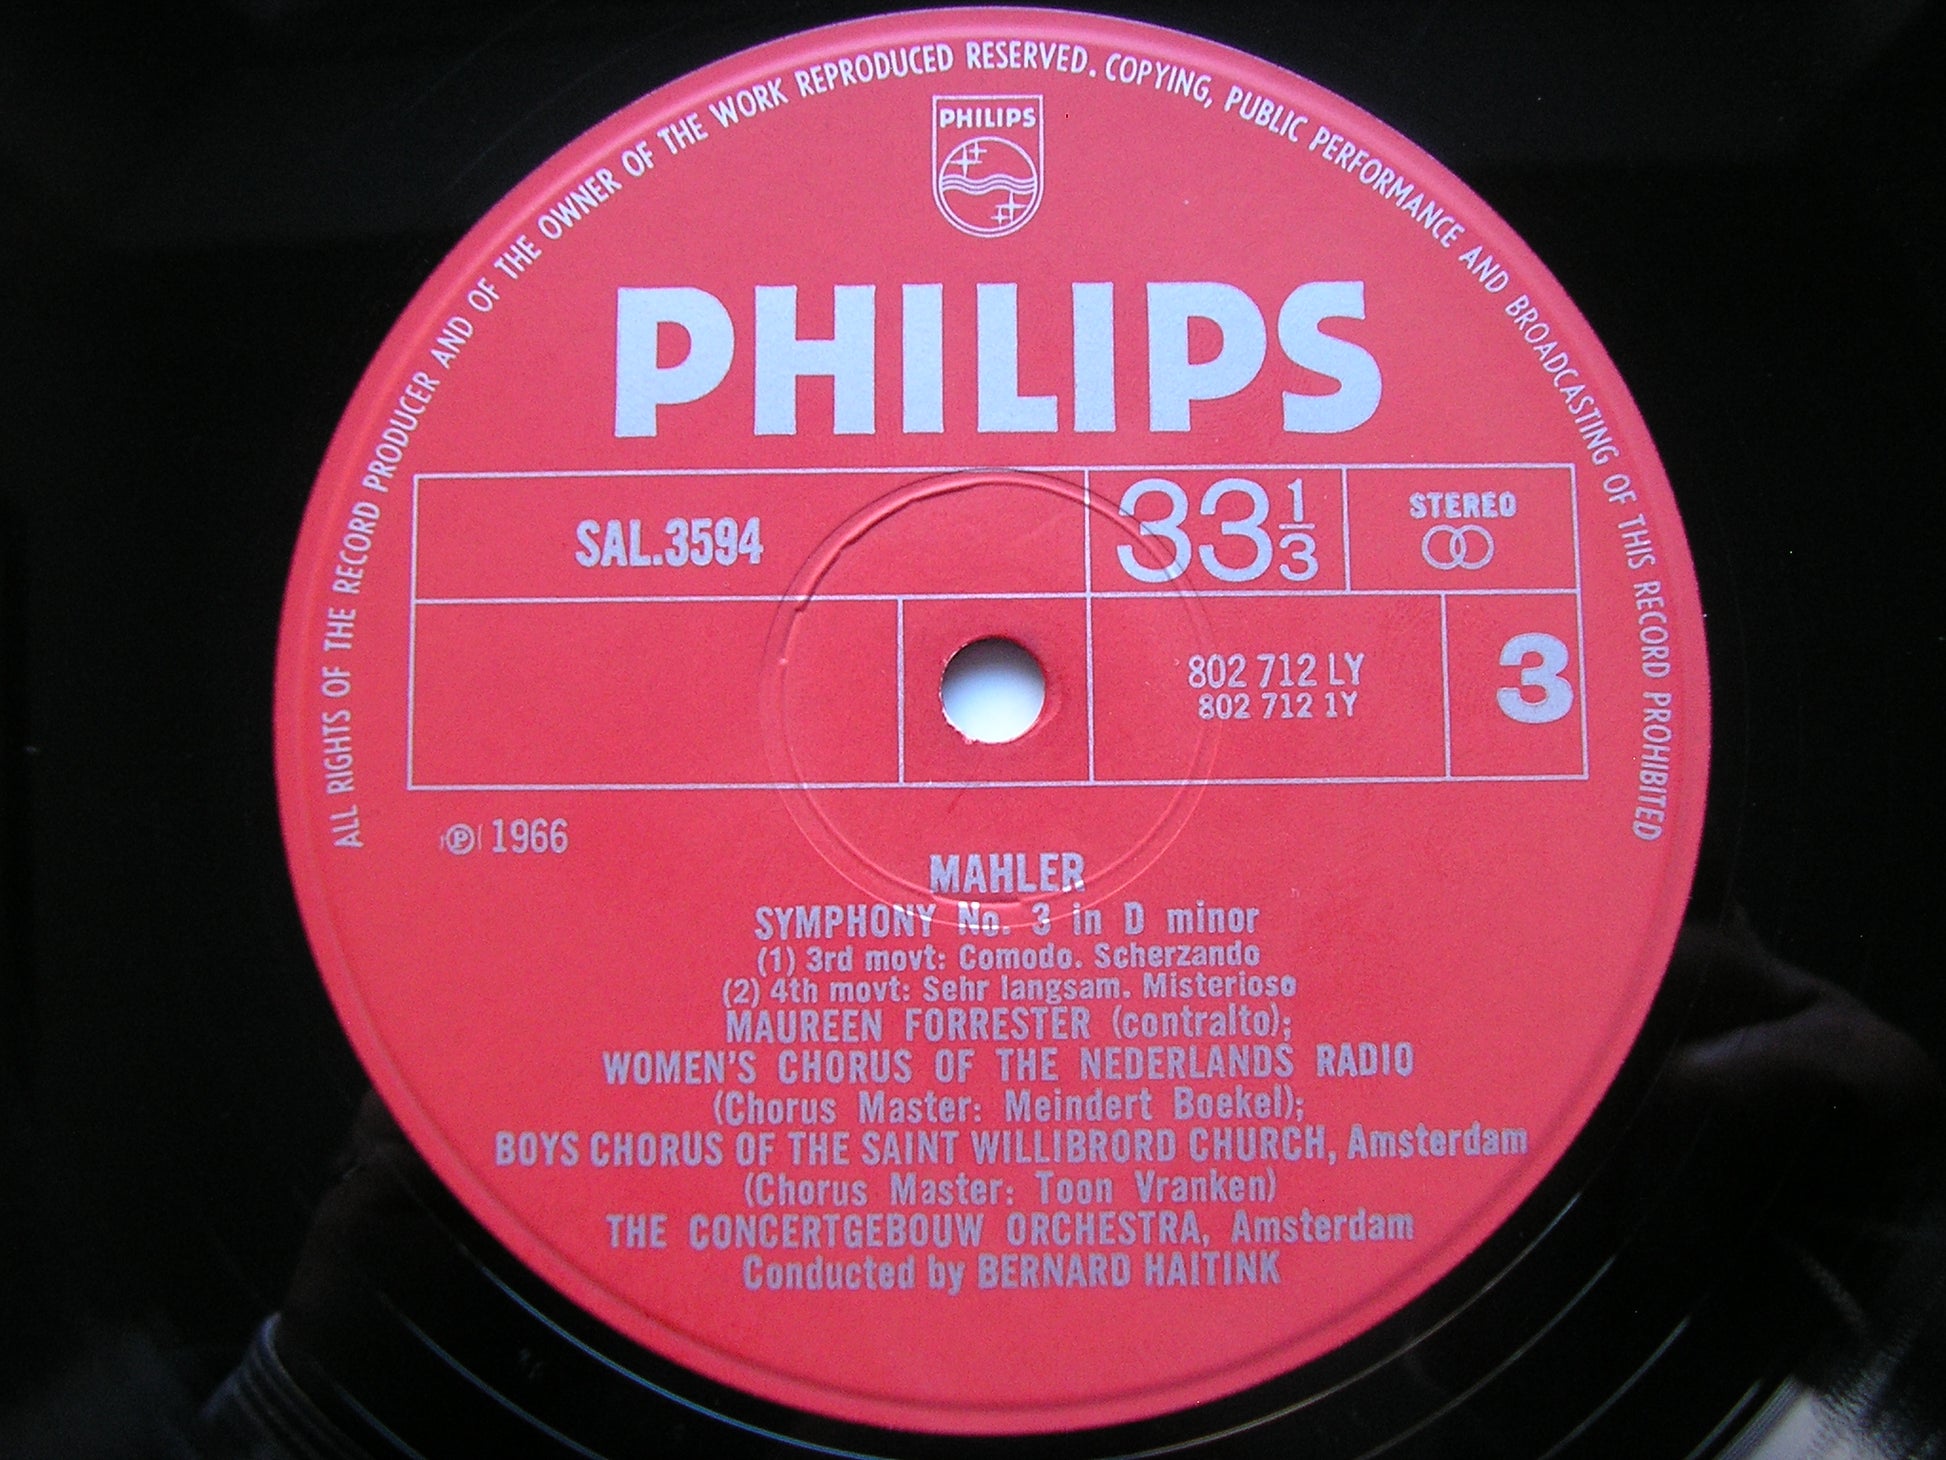 ALL RIGHTS OF THE RECORD PRODUCER AND OF THE OWNER OF THE WORK REPRODUCED RESERVED. COPYING, PUBLIC PERFORMANCE AND BROADCASTING OF THIS RECORD PROHIBITED
PHILIPS
PHILIPS
SAL.3594
33 1/3
STEREO
802 712 LY
802 712 1Y
3
℗ 1966
MAHLER
SYMPHONY No. 3 in D minor
(1) 3rd movt: Comodo. Scherzando
(2) 4th movt: Sehr langsam. Misterioso
MAUREEN FORRESTER (contralto);
WOMEN'S CHORUS OF THE NEDERLANDS RADIO
(Chorus Master: Meindert Boekel);
BOYS CHORUS OF THE SAINT WILLIBRORD CHURCH, Amsterdam
(Chorus Master: Toon Vranken)
THE CONCERTGEBOUW ORCHESTRA, Amsterdam
Conducted by BERNARD HAITINK